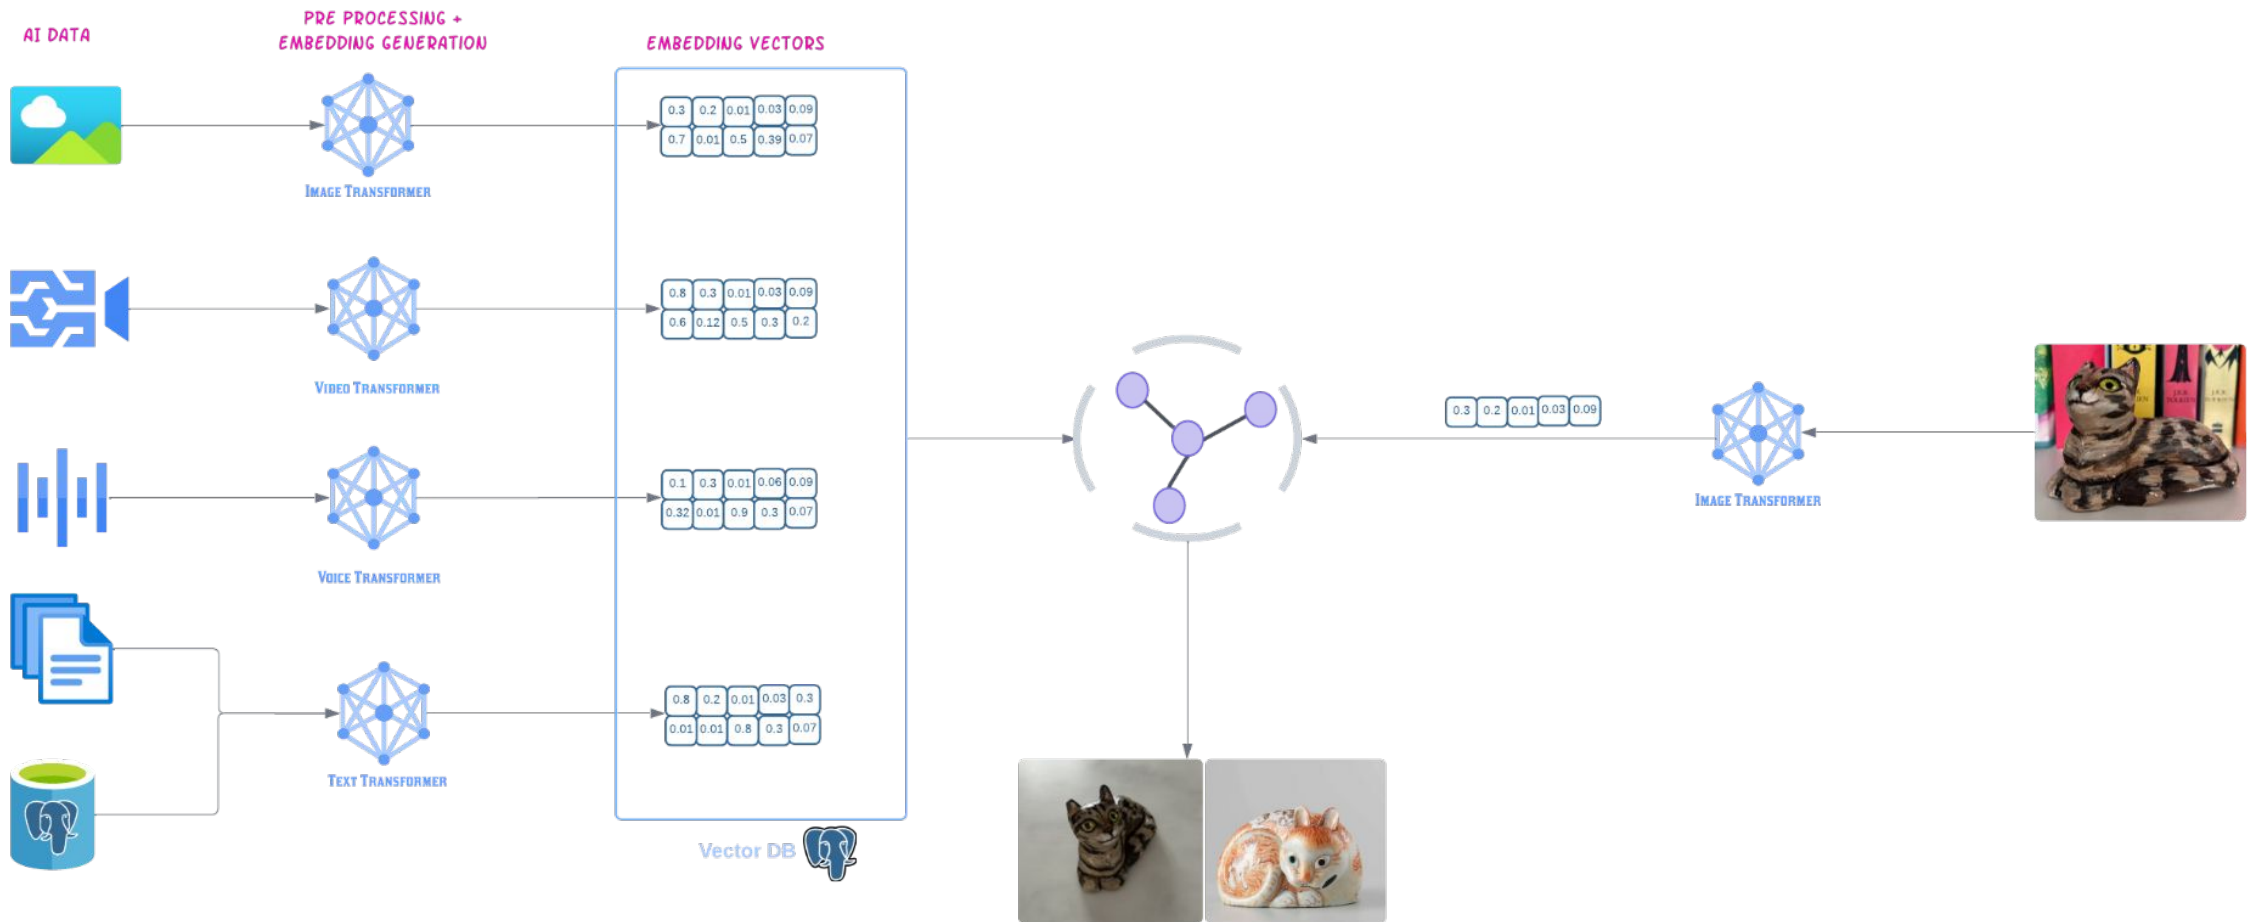 AI DATA
PRE PROCESSING +
EMBEDDING GENERATION
EMBEDDING VECTORS
0.3 0.2 0.01 0.03 0.09
0.7 0.01 0.5 0.39 0.07
IMAGE TRANSFORMER
0.8 0.3 0.01 0.03 0.09
0.6 0.12 0.5 0.3 0.2
VIDEO TRANSFORMER
0.1 0.3 0.01 0.06 0.09
0.32 0.01 0.9 0.3 0.07
VOICE TRANSFORMER
0.8 0.2 0.01 0.03 0.3
0.01 0.01 0.8 0.3 0.07
TEXT TRANSFORMER
Vector DB
0.3 0.2 0.01 0.03 0.09
IMAGE TRANSFORMER